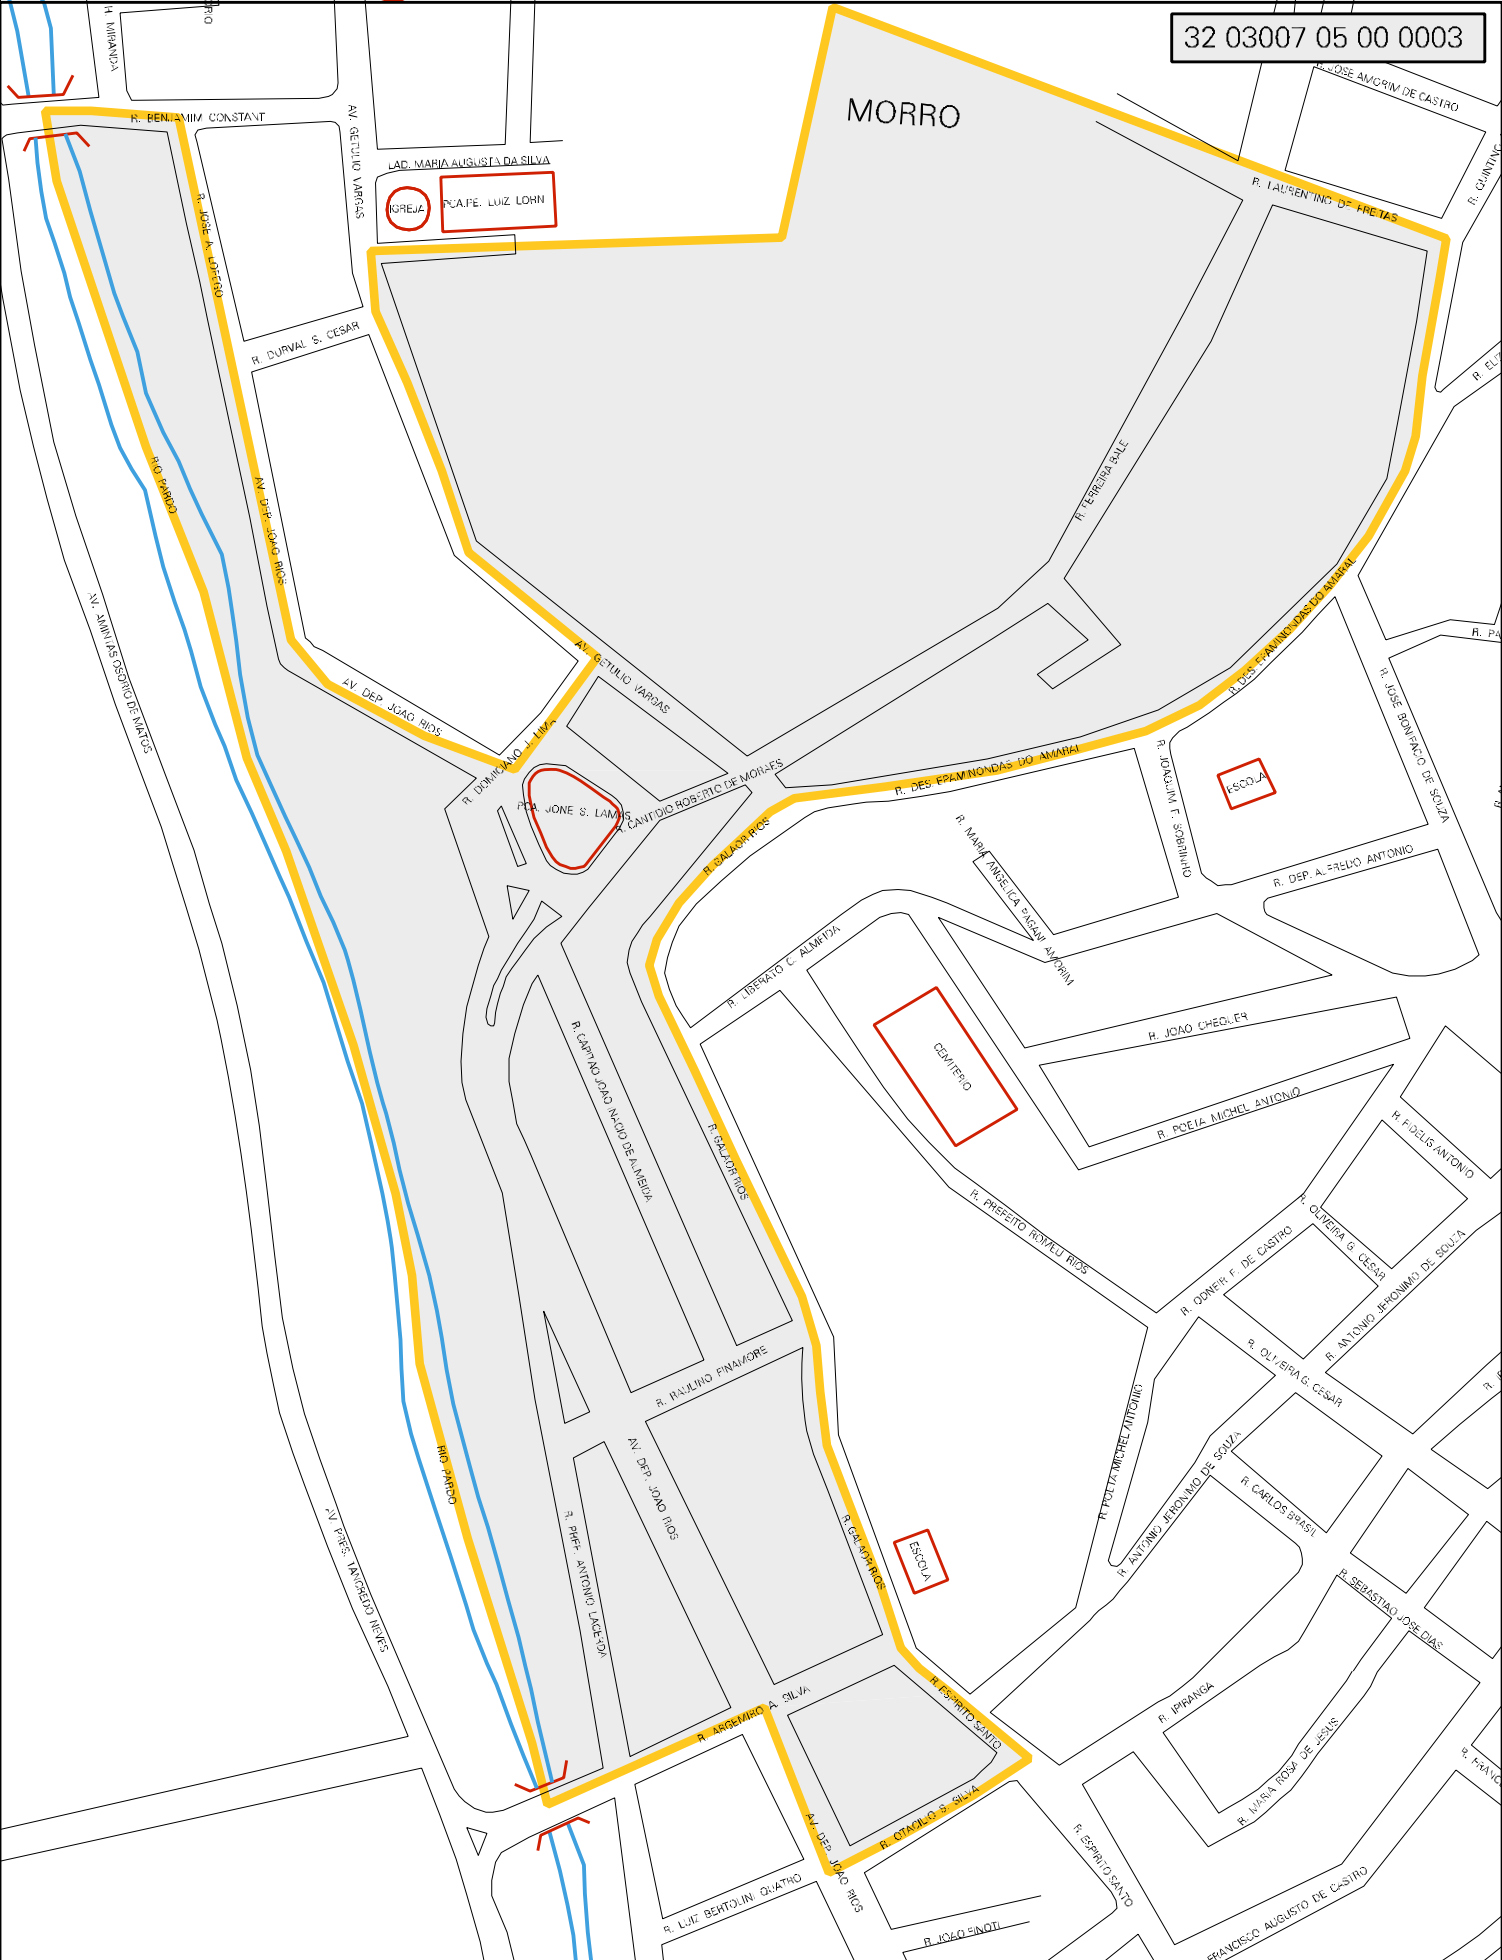 32 03007 05 00 0003
H. MIRANDA
R. JOSE AMORIM DE CASTRO
MORRO
R. BENJAMIM CONSTANT
AV. GETULIO VARGAS
LAD. MARIA AUGUSTA DA SILVA
IGREJA
PCA.PE. LUIZ LOHN
R. LAURENTINO DE FREITAS
R. QUINTINO
R. JOSE A. LOFEGO
R. DURVAL S. CESAR
R. FERREIRA BALE
RIO PARDO
AV. DEP. JOAO RIOS
AV. AMINTAS OSORIO DE MATOS
R. DES. EPAMINONDAS DO AMARAL
AV. GETULIO VARGAS
AV. DEP. JOAO RIOS
R. DOMICIANO J. LIMA
R. JOSE BONIFACIO DE SOUZA
PCA. JONE S. LAMAS
R. CANTIDIO ROBERTO DE MORAES
R. DES. EPAMINONDAS DO AMARAL
R. JOAQUIM F. SOBRINHO
ESCOLA
R. GALAOR RIOS
R. MARIA ANGELICA PAGANI AMORIM
R. DEP. ALFREDO ANTONIO
R. LIBERATO C. ALMEIDA
R. JOAO CHEQUER
CEMITERIO
R. CAPITAO JOAO INACIO DE ALMEIDA
R. POETA MICHEL ANTONIO
R. FIDELIS ANTONIO
R. GALAOR RIOS
R. PREFEITO ROMEU RIOS
R. OLIVEIRA G. CESAR
R. ODNEIR F. DE CASTRO
R. ANTONIO JERONIMO DE SOUZA
R. RAULINO FINAMORE
R. OLIVEIRA G. CESAR
R. POETA MICHEL ANTONIO
RIO PARDO
AV. DEP. JOAO RIOS
R. ANTONIO JERONIMO DE SOUZA
R. CARLOS BRASIL
AV. PRES. TANCREDO NEVES
R. PREF. ANTONIO LACERDA
R. GALAOR RIOS
ESCOLA
R. SEBASTIAO JOSE DIAS
R. ARGEMIRO A. SILVA
R. ESPIRITO SANTO
R. IPIRANGA
R. MARIA ROSA DE JESUS
AV. DEP. JOAO RIOS
R. OTACILIO S. SILVA
R. ESPIRITO SANTO
R. LUIZ BERTOLINI QUATRO
R. JOAO SINOTI
FRANCISCO AUGUSTO DE CASTRO